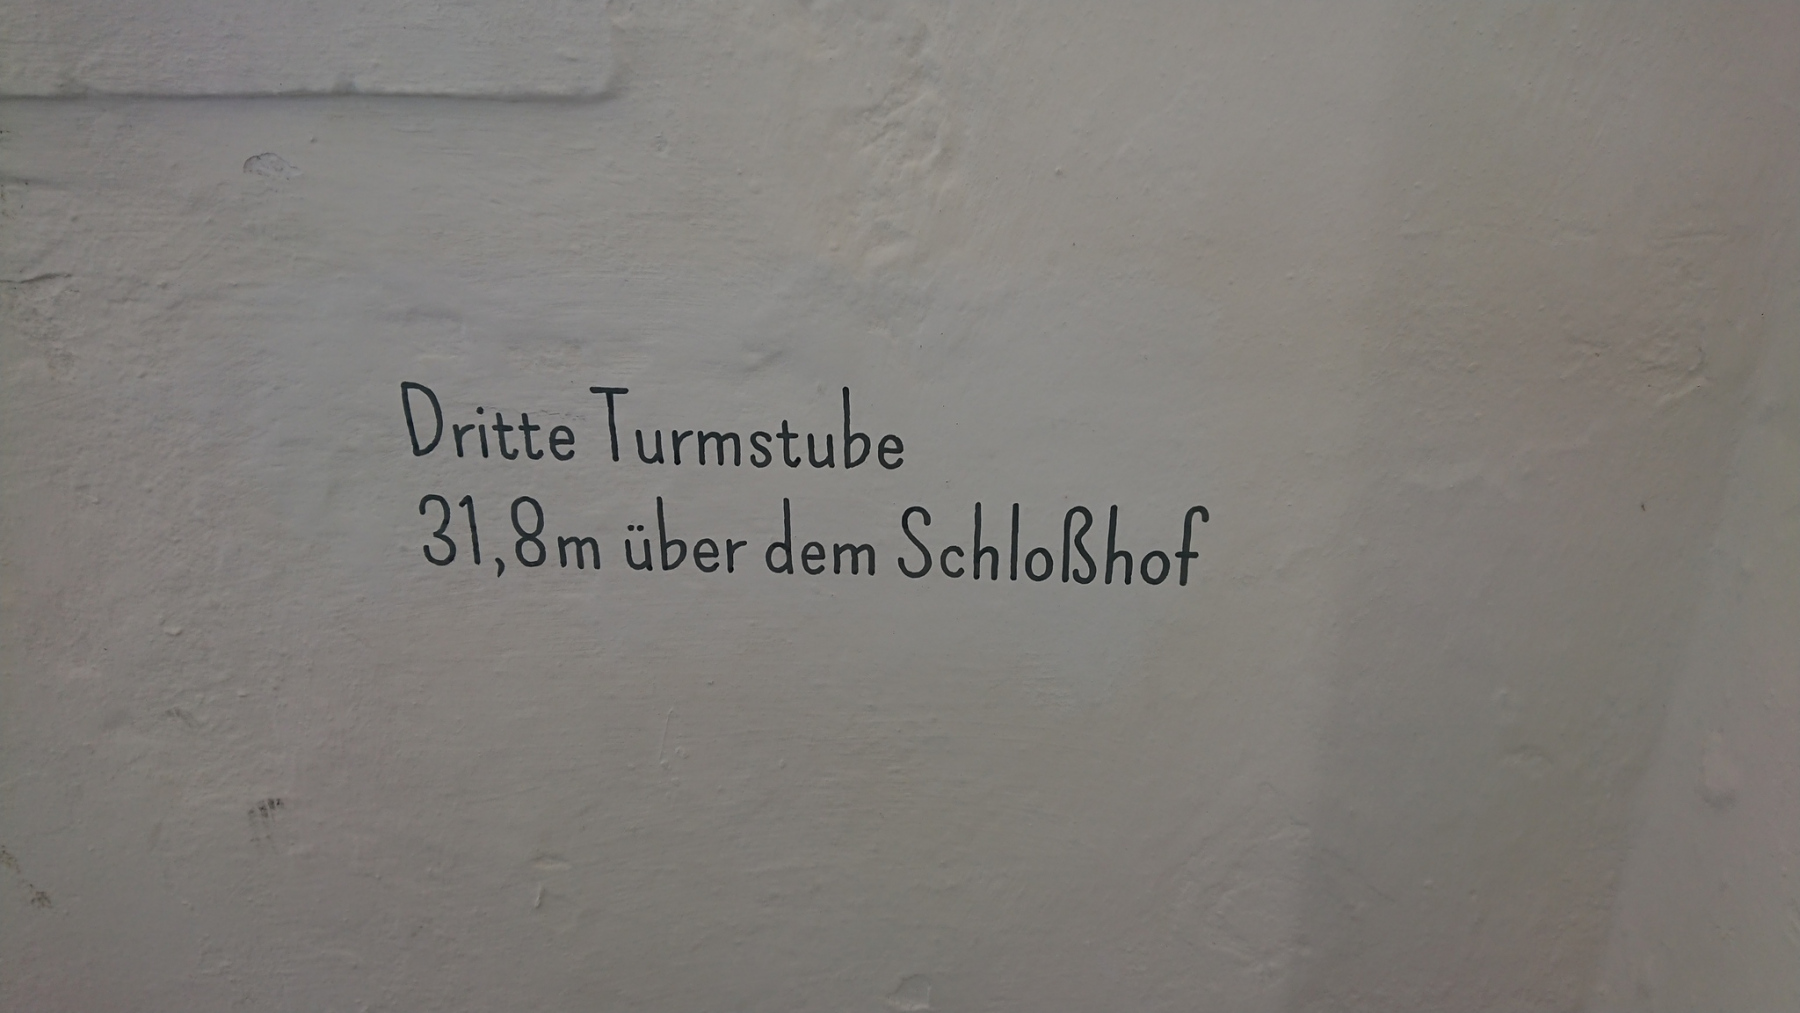 Dritte Turmstube
31,8m über dem Schloßhof